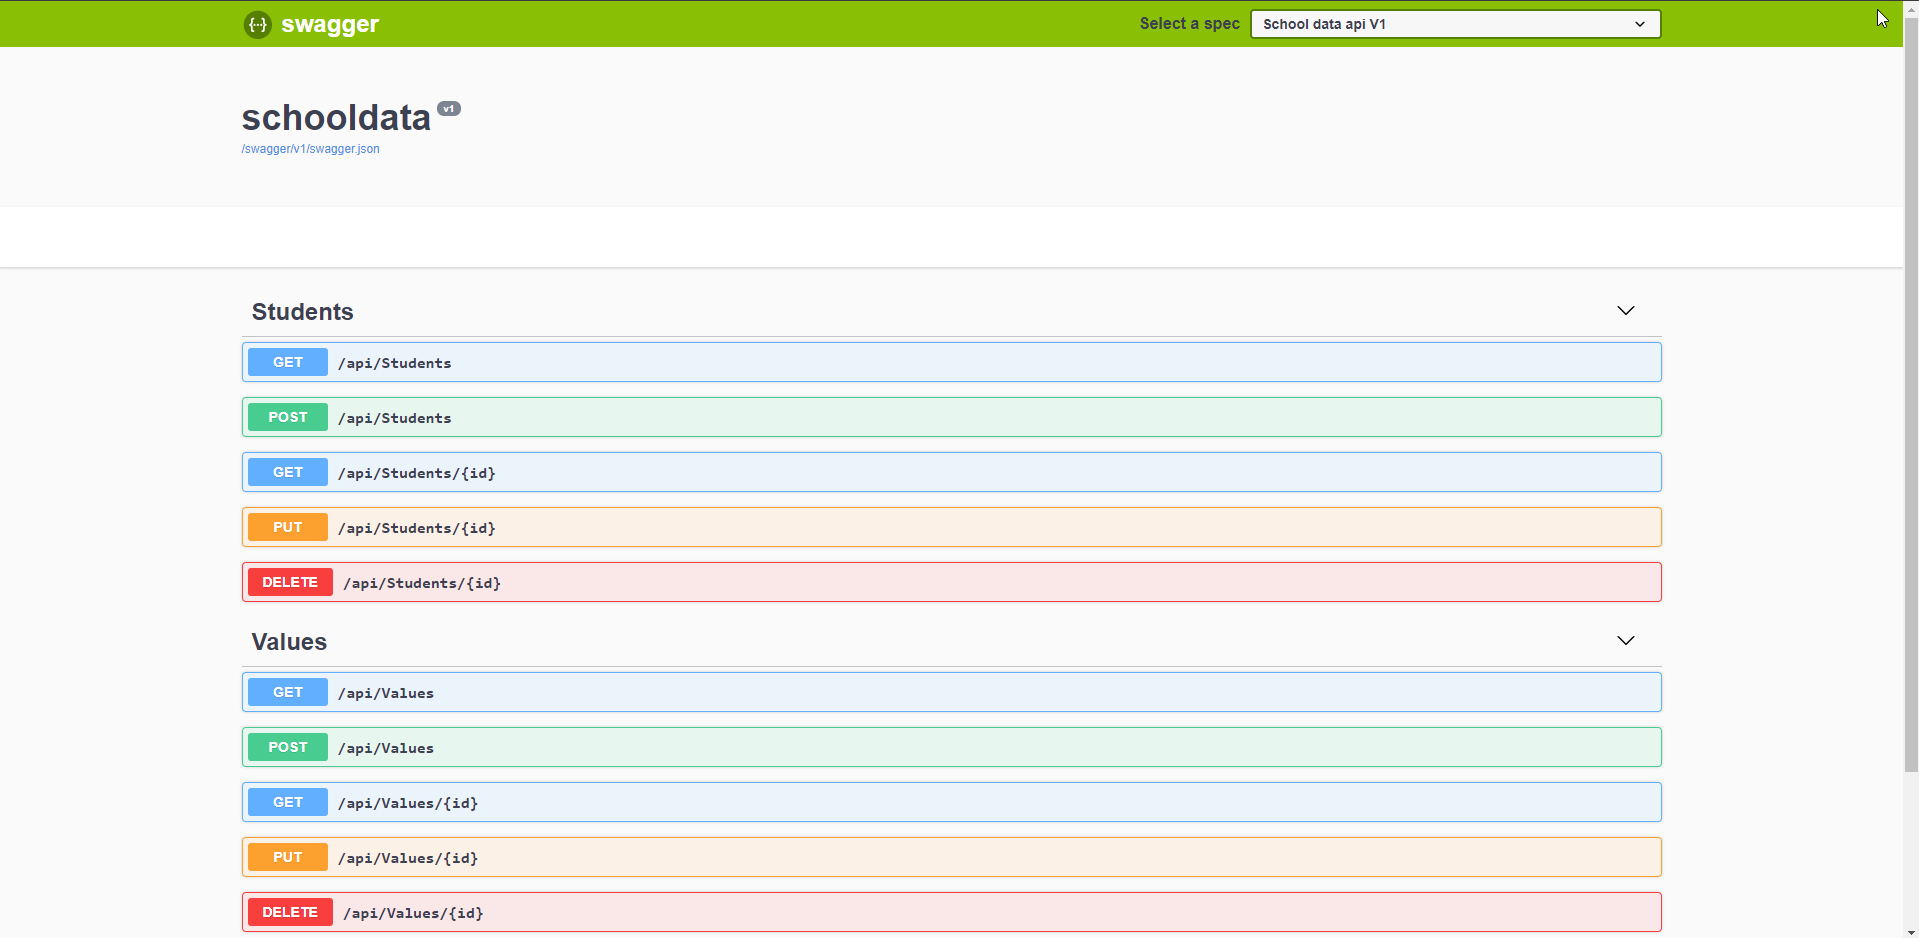 {···} swagger
Select a spec School data api V1
schooldata v1
/swagger/v1/swagger.json
Students
GET /api/Students
POST /api/Students
GET /api/Students/{id}
PUT /api/Students/{id}
DELETE /api/Students/{id}
Values
GET /api/Values
POST /api/Values
GET /api/Values/{id}
PUT /api/Values/{id}
DELETE /api/Values/{id}